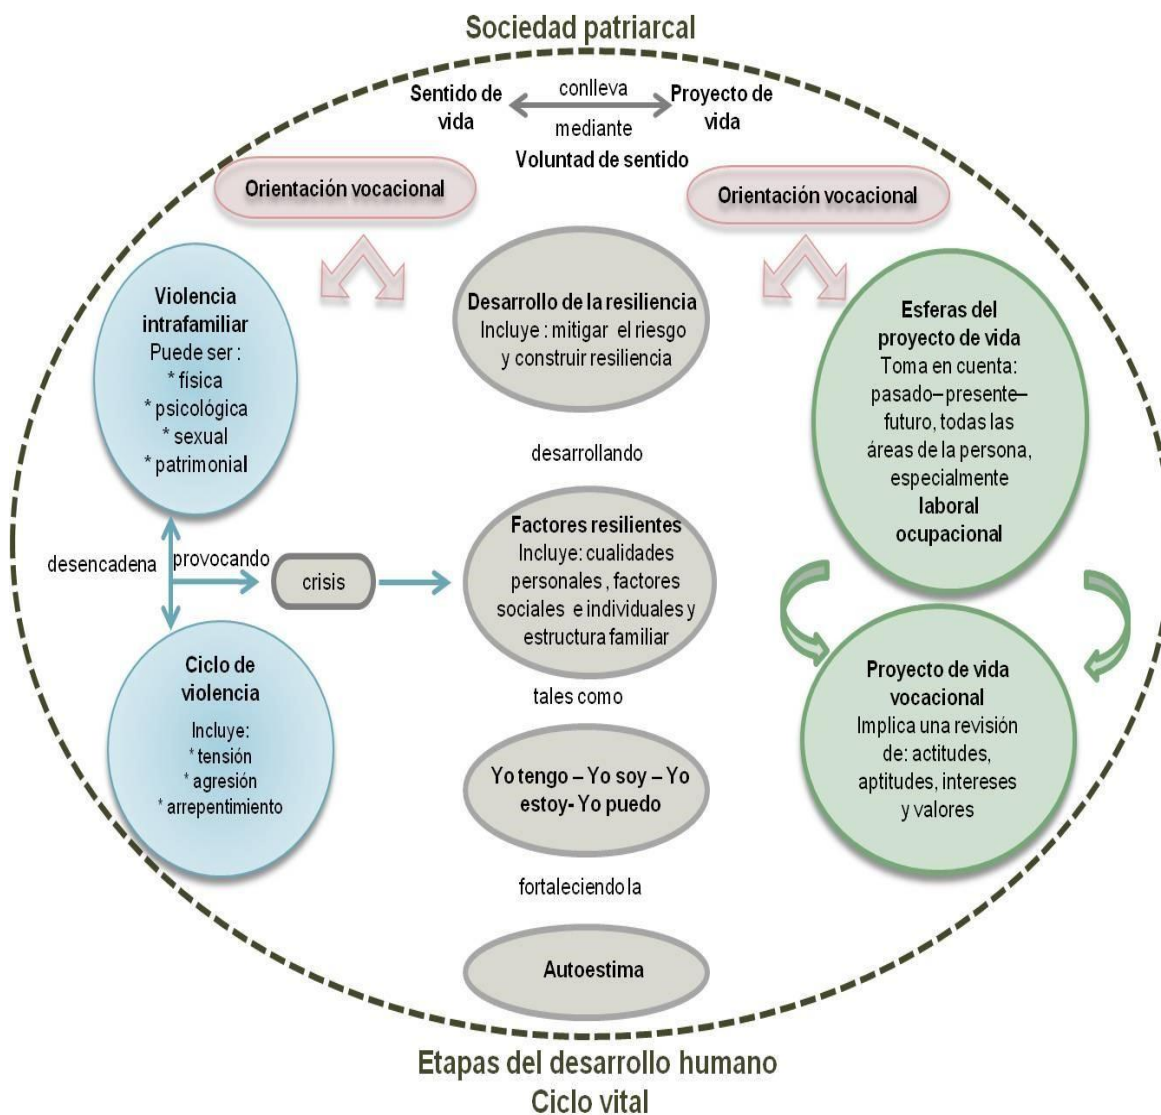 Sociedad patriarcal
Sentido de
vida
conlleva
mediante
Proyecto de
vida
Voluntad de sentido
Orientación vocacional
Orientación vocacional
Violencia
intrafamiliar
Puede ser :
* física
* psicológica
* sexual
* patrimonial
desencadena
provocando
crisis
Ciclo de
violencia
Incluye:
* tensión
* agresión
* arrepentimiento
Desarrollo de la resiliencia
Incluye : mitigar el riesgo
y construir resiliencia
desarrollando
Factores resilientes
Incluye: cualidades
personales , factores
sociales e individuales y
estructura familiar
tales como
Yo tengo – Yo soy – Yo
estoy- Yo puedo
fortaleciendo la
Autoestima
Esferas del
proyecto de vida
Toma en cuenta:
pasado– presente–
futuro, todas las
áreas de la persona,
especialmente
laboral
ocupacional
Proyecto de vida
vocacional
Implica una revisión
de: actitudes,
aptitudes, intereses
y valores
Etapas del desarrollo humano
Ciclo vital